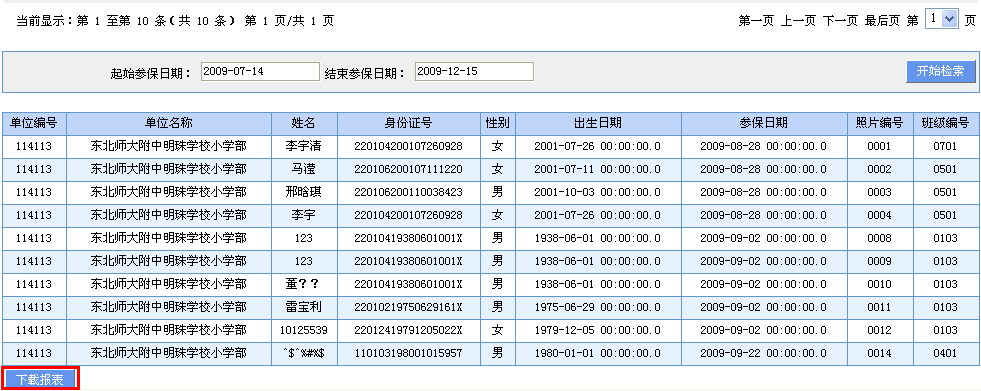 当前显示：第 1 至第 10 条（共 10 条） 第 1 页/共 1 页 第一页 上一页 下一页 最后页 第 1 页
起始参保日期： 2009-07-14 结束参保日期： 2009-12-15 开始检索
单位编号 单位名称 姓名 身份证号 性别 出生日期 参保日期 照片编号 班级编号
114113 东北师大附中明珠学校小学部 李宇渚 220104200107260928 女 2001-07-26 00:00:00.0 2009-08-28 00:00:00.0 0001 0701
114113 东北师大附中明珠学校小学部 马滢 220106200107111220 女 2001-07-11 00:00:00.0 2009-08-28 00:00:00.0 0002 0501
114113 东北师大附中明珠学校小学部 邢晗琪 220106200110038423 男 2001-10-03 00:00:00.0 2009-08-28 00:00:00.0 0003 0501
114113 东北师大附中明珠学校小学部 李宇 220104200107260928 女 2001-07-26 00:00:00.0 2009-08-28 00:00:00.0 0004 0501
114113 东北师大附中明珠学校小学部 123 22010419380601001X 男 1938-06-01 00:00:00.0 2009-09-02 00:00:00.0 0008 0103
114113 东北师大附中明珠学校小学部 123 22010419380601001X 男 1938-06-01 00:00:00.0 2009-09-02 00:00:00.0 0009 0103
114113 东北师大附中明珠学校小学部 董?? 22010419380601001X 男 1938-06-01 00:00:00.0 2009-09-02 00:00:00.0 0010 0103
114113 东北师大附中明珠学校小学部 雷宝利 22010219750629161X 男 1975-06-29 00:00:00.0 2009-09-02 00:00:00.0 0011 0103
114113 东北师大附中明珠学校小学部 10125539 22012419791205022X 女 1979-12-05 00:00:00.0 2009-09-02 00:00:00.0 0012 0103
114113 东北师大附中明珠学校小学部 ^$^%#%$ 110103198001015957 男 1980-01-01 00:00:00.0 2009-09-22 00:00:00.0 0014 0401
下载报表